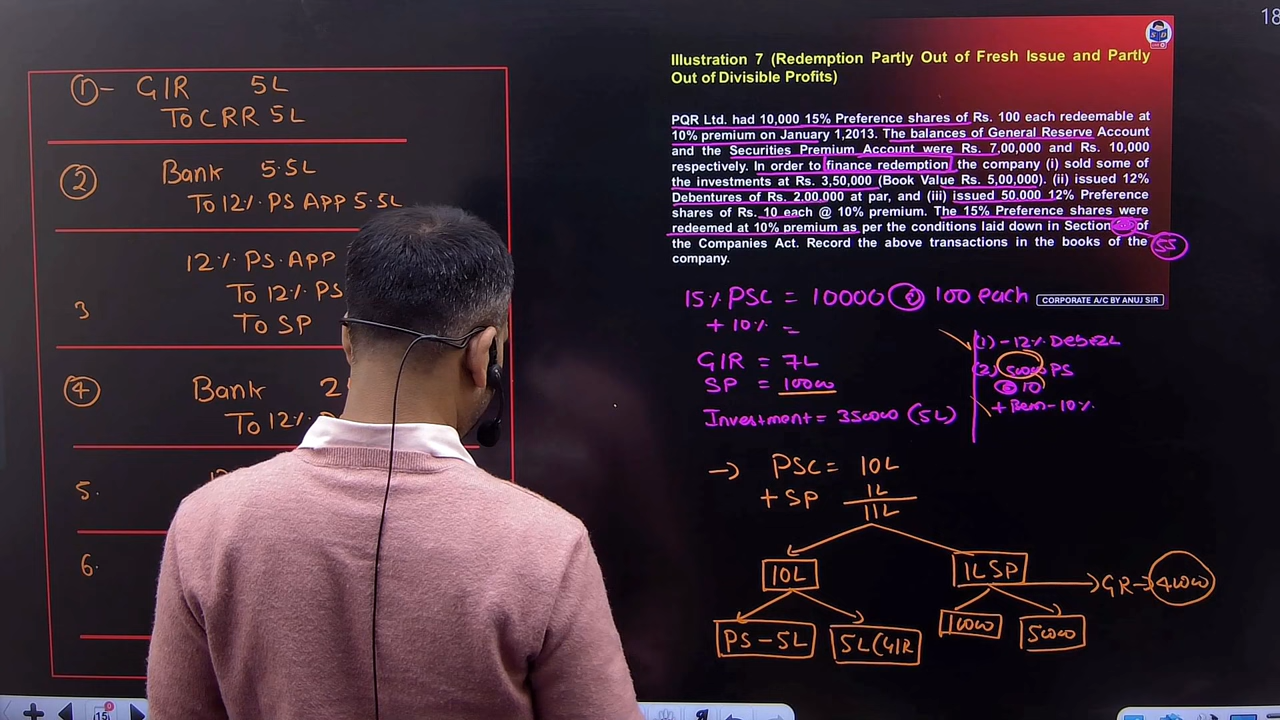 18
①- GIR 5L
To CRR 5L
② Bank 5.5L
To 12%. PS APP 5.5L
12% PS. APP
3 To 12% PS
To SP
④ Bank 2
To 12%
5.
6.
Illustration 7 (Redemption Partly Out of Fresh Issue and Partly
Out of Divisible Profits)
PQR Ltd. had 10,000 15% Preference shares of Rs. 100 each redeemable at
10% premium on January 1,2013. The balances of General Reserve Account
and the Securities Premium Account were Rs. 7,00,000 and Rs. 10,000
respectively. In order to finance redemption the company (i) sold some of
the investments at Rs. 3,50,000 (Book Value Rs. 5,00,000). (ii) issued 12%
Debentures of Rs. 2.00.000 at par, and (iii) issued 50.000 12% Preference
shares of Rs. 10 each @ 10% premium. The 15% Preference shares were
redeemed at 10% premium as per the conditions laid down in Section of
the Companies Act. Record the above transactions in the books of the
company.
55
CORPORATE A/C BY ANUJ SIR
15% PSC = 10000 @ 100 each
+ 10% =
GIR = 7L
SP = 10000
Investment = 350000 (5L)
(1) - 12% Deb=2L
(2) 50000 PS
@ 10
+ Prem - 10%.
→ PSC = 10L
+ SP 1L
11L
10L
1L SP
GR → 40000
PS - 5L
5L (GIR
10000
50000
15